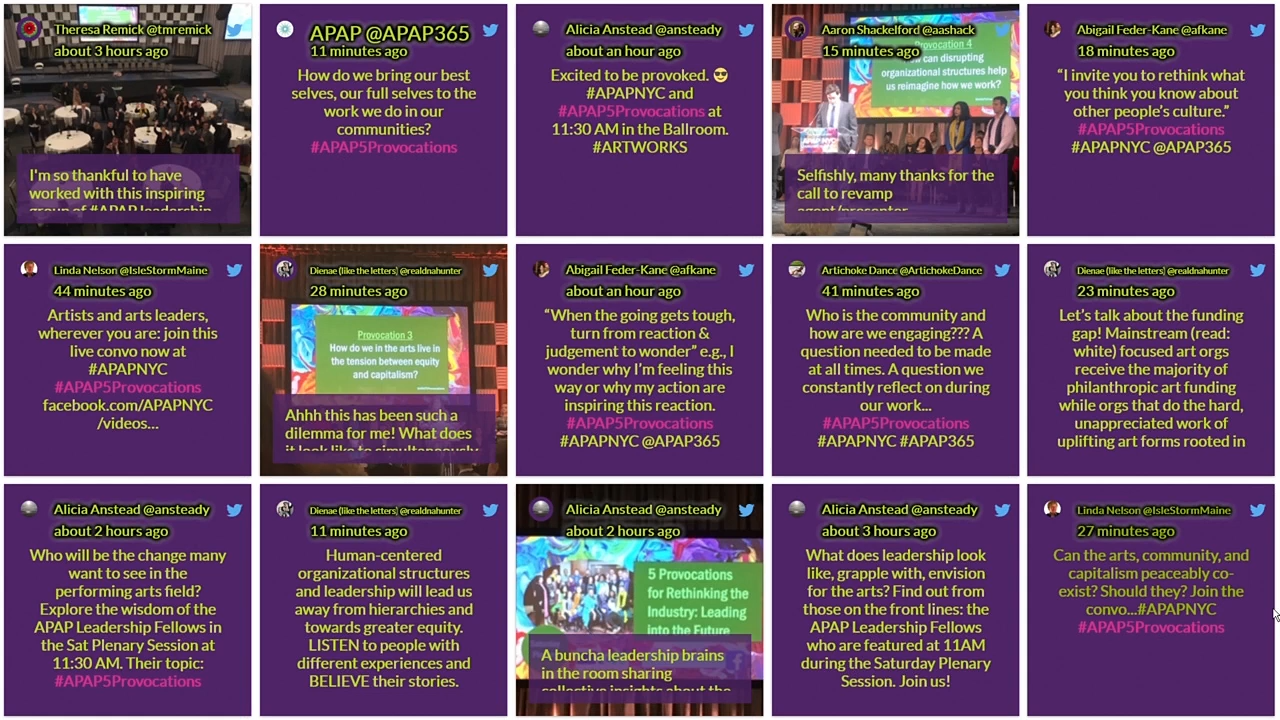 Theresa Remick @tmremick
about 3 hours ago
I'm so thankful to have
worked with this inspiring
group of #APAP leadership
APAP @APAP365
11 minutes ago
How do we bring our best
selves, our full selves to the
work we do in our
communities?
#APAP5Provocations
Alicia Anstead @ansteady
about an hour ago
Excited to be provoked. 😎
#APAPNYC and
#APAP5Provocations at
11:30 AM in the Ballroom.
#ARTWORKS
Aaron Shackelford @aashack
15 minutes ago
Provocation 4
How can disrupting
organizational structures help
us reimagine how we work?
Selfishly, many thanks for the
call to revamp
agent/presenter
Abigail Feder-Kane @afkane
18 minutes ago
“I invite you to rethink what
you think you know about
other people’s culture.”
#APAP5Provocations
#APAPNYC @APAP365
Linda Nelson @IsleStormMaine
44 minutes ago
Artists and arts leaders,
wherever you are: join this
live convo now at
#APAPNYC
#APAP5Provocations
facebook.com/APAPNYC
/videos...
Dienae (like the letters) @realdnahunter
28 minutes ago
Provocation 3
How do we in the arts live in
the tension between equity
and capitalism?
Ahhh this has been such a
dilemma for me! What does
it look like to simultaneously
Abigail Feder-Kane @afkane
about an hour ago
“When the going gets tough,
turn from reaction &
judgement to wonder” e.g., I
wonder why I’m feeling this
way or why my action are
inspiring this reaction.
#APAP5Provocations
#APAPNYC @APAP365
Artichoke Dance @ArtichokeDance
41 minutes ago
Who is the community and
how are we engaging??? A
question needed to be made
at all times. A question we
constantly reflect on during
our work...
#APAP5Provocations
#APAPNYC #APAP365
Dienae (like the letters) @realdnahunter
23 minutes ago
Let’s talk about the funding
gap! Mainstream (read:
white) focused art orgs
receive the majority of
philanthropic art funding
while orgs that do the hard,
unappreciated work of
uplifting art forms rooted in
Alicia Anstead @ansteady
about 2 hours ago
Who will be the change many
want to see in the
performing arts field?
Explore the wisdom of the
APAP Leadership Fellows in
the Sat Plenary Session at
11:30 AM. Their topic:
#APAP5Provocations
Dienae (like the letters) @realdnahunter
11 minutes ago
Human-centered
organizational structures
and leadership will lead us
away from hierarchies and
towards greater equity.
LISTEN to people with
different experiences and
BELIEVE their stories.
Alicia Anstead @ansteady
about 2 hours ago
5 Provocations
for Rethinking the
Industry: Leading
into the Future
A buncha leadership brains
in the room sharing
collective insights about the
Alicia Anstead @ansteady
about 3 hours ago
What does leadership look
like, grapple with, envision
for the arts? Find out from
those on the front lines: the
APAP Leadership Fellows
who are featured at 11AM
during the Saturday Plenary
Session. Join us!
Linda Nelson @IsleStormMaine
27 minutes ago
Can the arts, community, and
capitalism peaceably co-
exist? Should they? Join the
convo...#APAPNYC
#APAP5Provocations